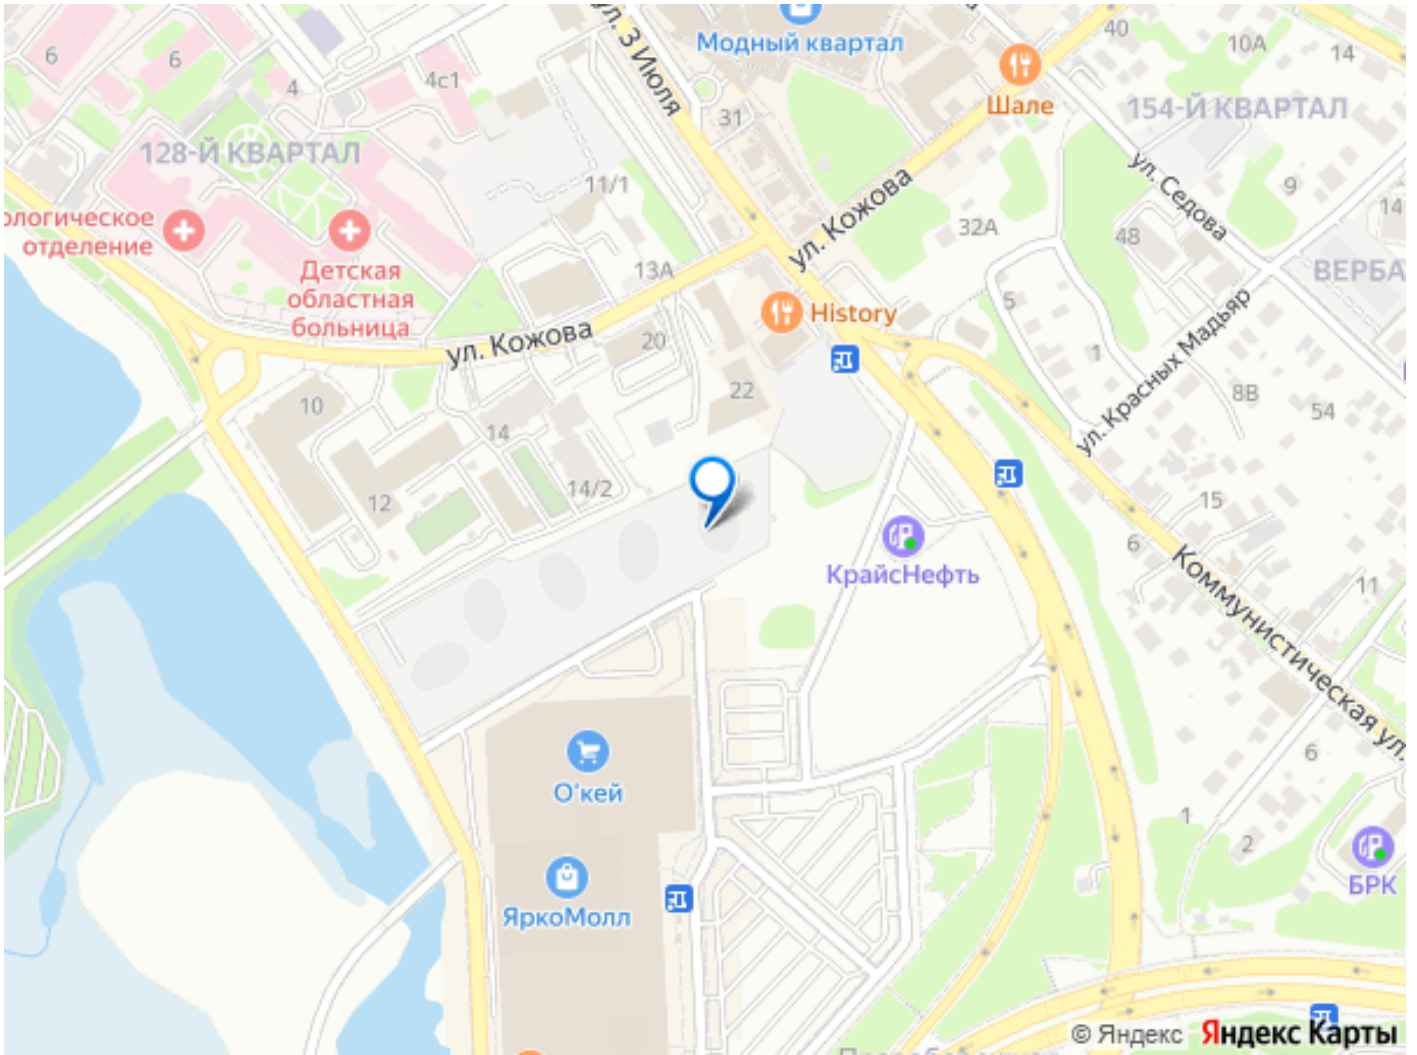 ул. 3 Июля
Модный квартал
40
10А
14
6
6
4
4с1
Шале
154-Й КВАРТАЛ
31
128-Й КВАРТАЛ
ул. Седова
11/1
9
14
ул. Кожова
ологическое
отделение
32А
48
Детская
областная
больница
13А
ВЕРБА
5
History
ул. Кожова
20
1
ул. Красных Мадьяр
22
8В
54
10
14
12
14/2
15
6
КрайсНефть
Коммунистическая ул.
11
О'кей
6
1
2
БРК
ЯркоМолл
© Яндекс
Яндекс Карты